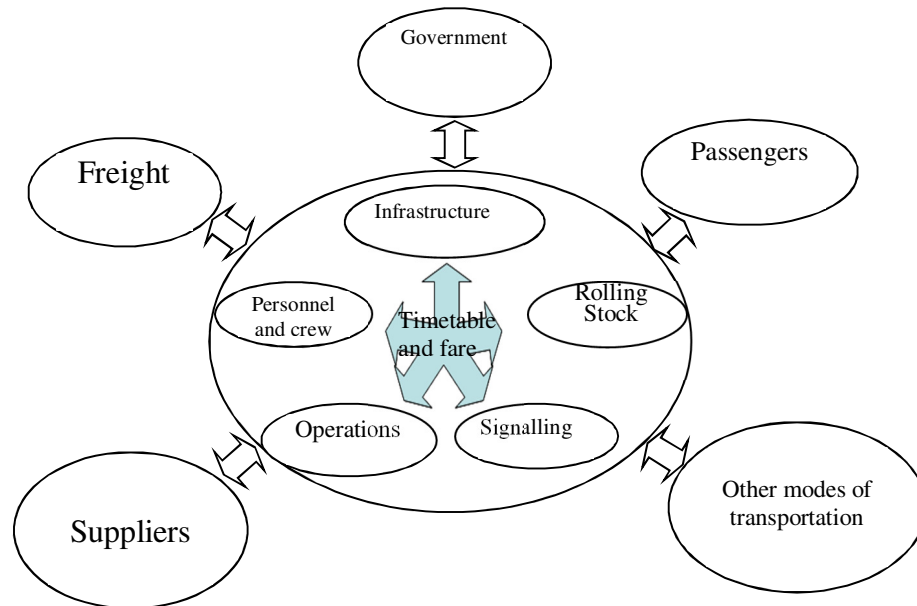 Government
Freight
Passengers
Infrastructure
Personnel
and crew
Timetable
and fare
Rolling
Stock
Operations
Signalling
Suppliers
Other modes of
transportation